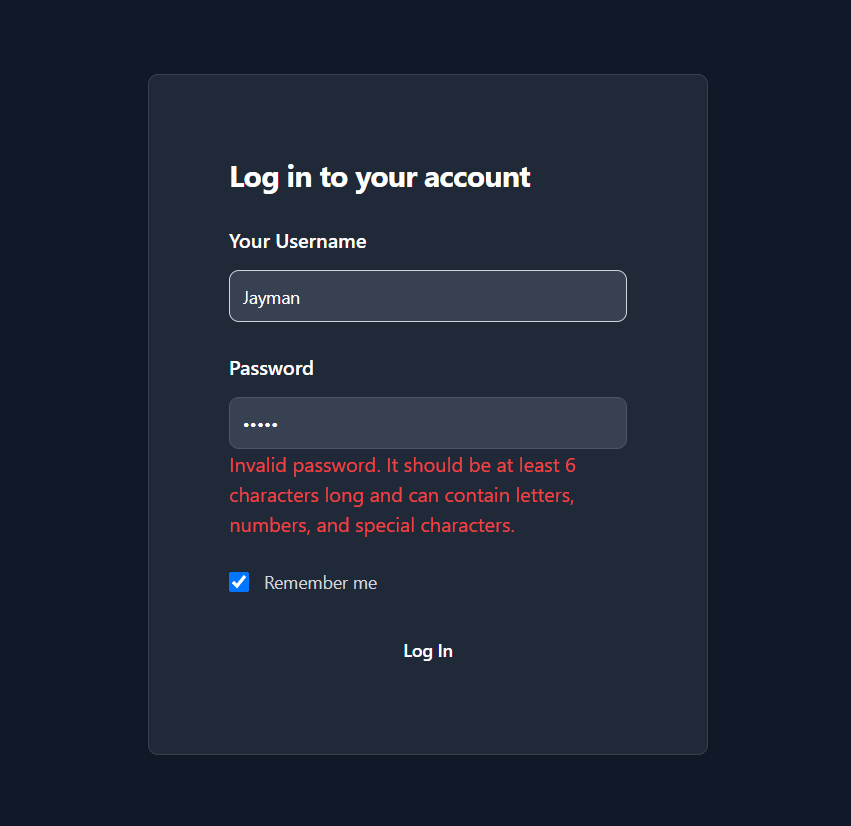 Log in to your account
Your Username
Jayman
Password
•••••
Invalid password. It should be at least 6
characters long and can contain letters,
numbers, and special characters.
Remember me
Log In